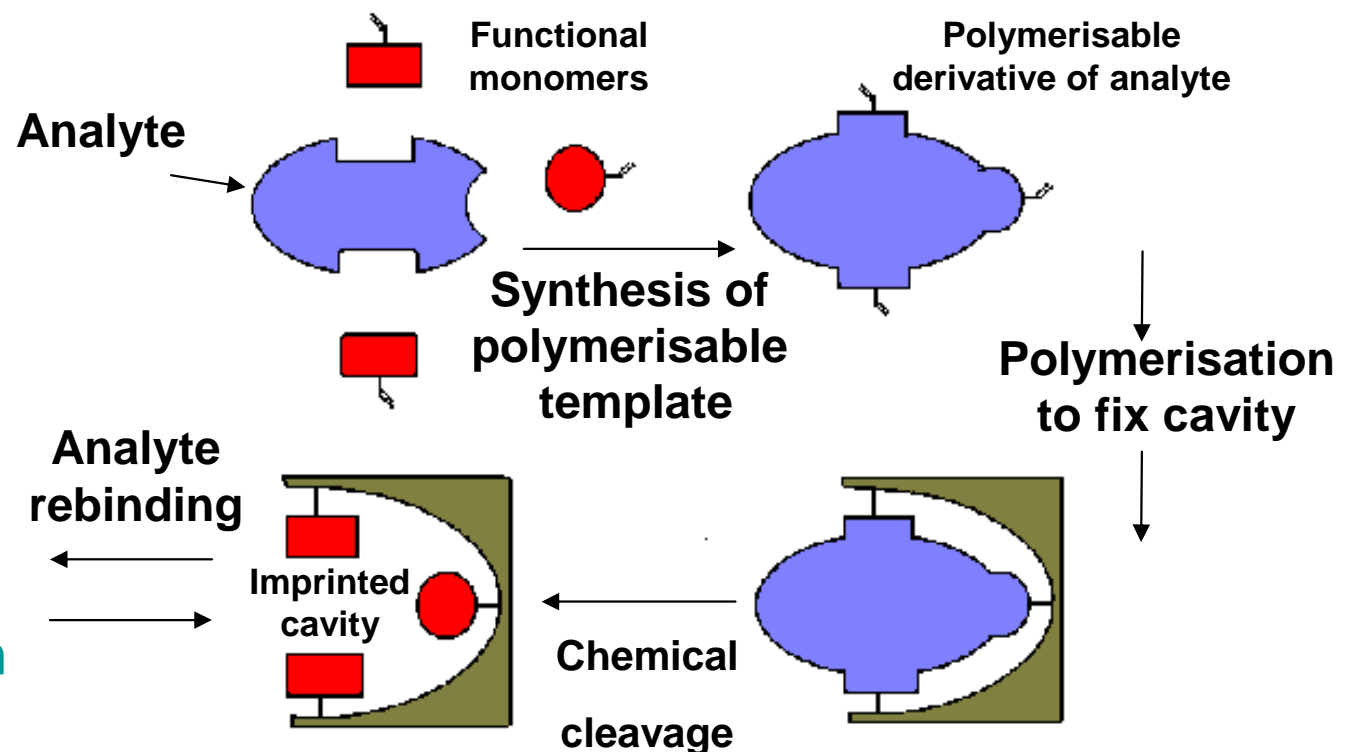 Functional
monomers
Polymerisable
derivative of analyte
Analyte
Synthesis of
polymerisable
template
Polymerisation
to fix cavity
Analyte
rebinding
Imprinted
cavity
Chemical
cleavage